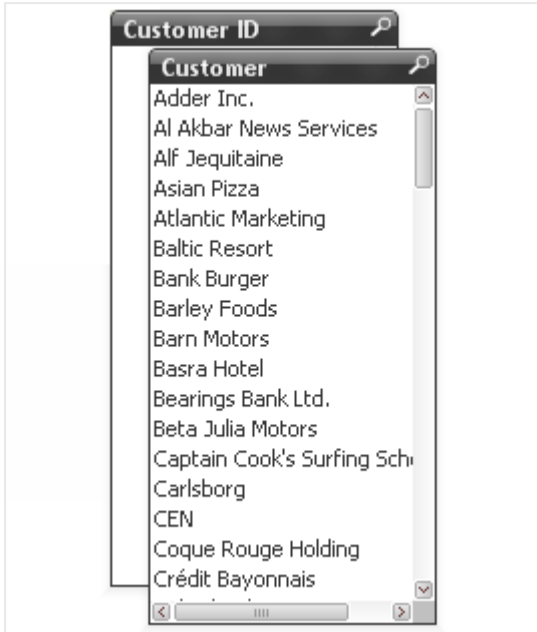 Customer ID
Customer
Adder Inc.
Al Akbar News Services
Alf Jequitaine
Asian Pizza
Atlantic Marketing
Baltic Resort
Bank Burger
Barley Foods
Barn Motors
Basra Hotel
Bearings Bank Ltd.
Beta Julia Motors
Captain Cook's Surfing Sch
Carlsborg
CEN
Coque Rouge Holding
Crédit Bayonnais